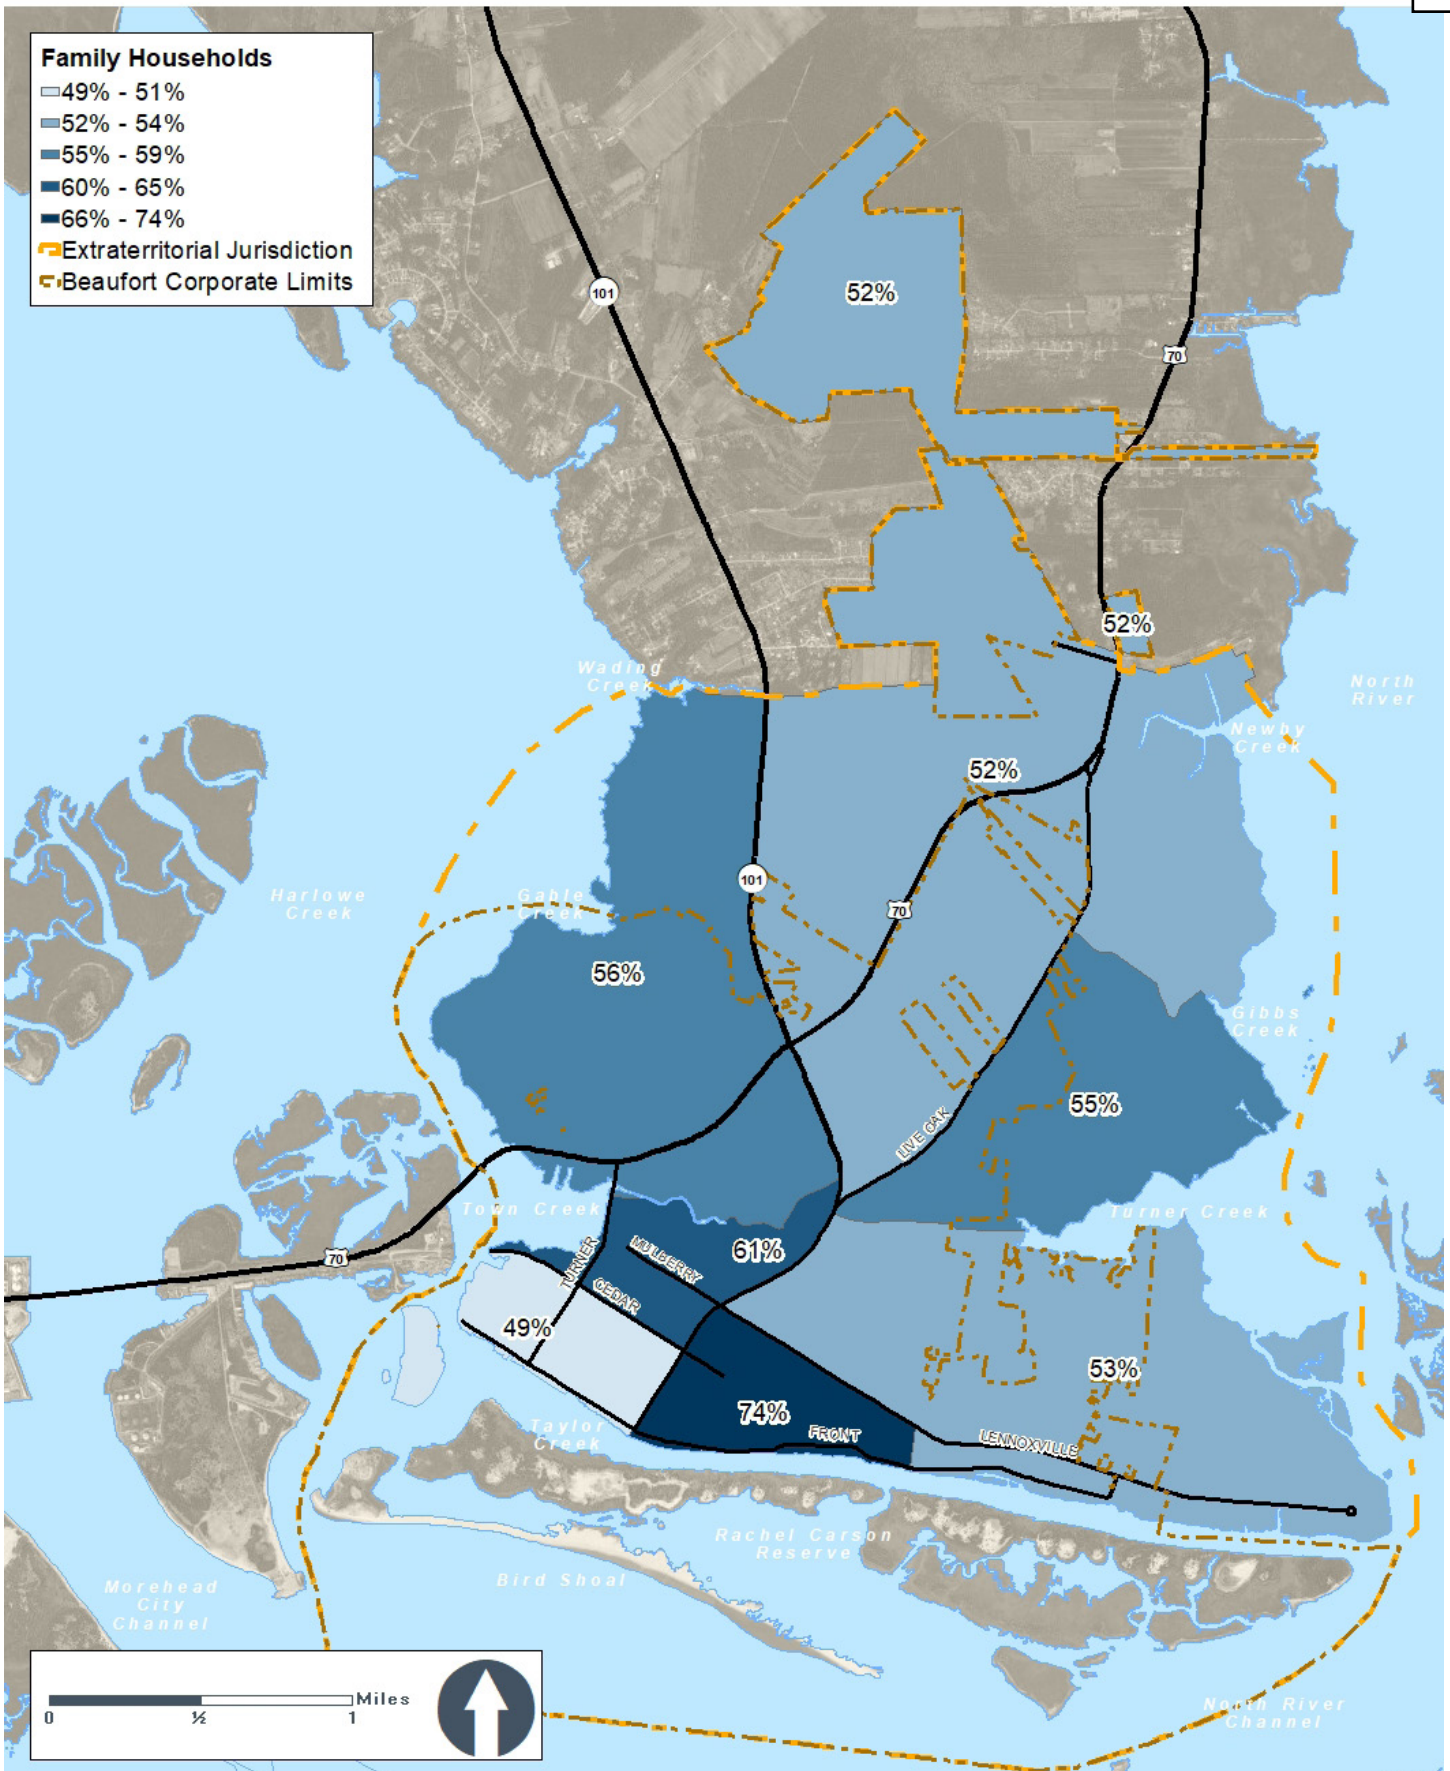 Family Households
49% - 51%
52% - 54%
55% - 59%
60% - 65%
66% - 74%
Extraterritorial Jurisdiction
Beaufort Corporate Limits
52%
101
70
52%
Wading
Creek
North
River
Newby
Creek
52%
101
70
Harlowe
Creek
Gable
Creek
56%
Gibbs
Creek
55%
LIVE OAK
Town Creek
Turner Creek
70
TURNER
MULBERRY
61%
CEDAR
49%
53%
74%
FRONT
LENNOXVILLE
Taylor
Creek
Rachel Carson
Reserve
Bird Shoal
Morehead
City
Channel
North River
Channel
Miles
0 ½ 1